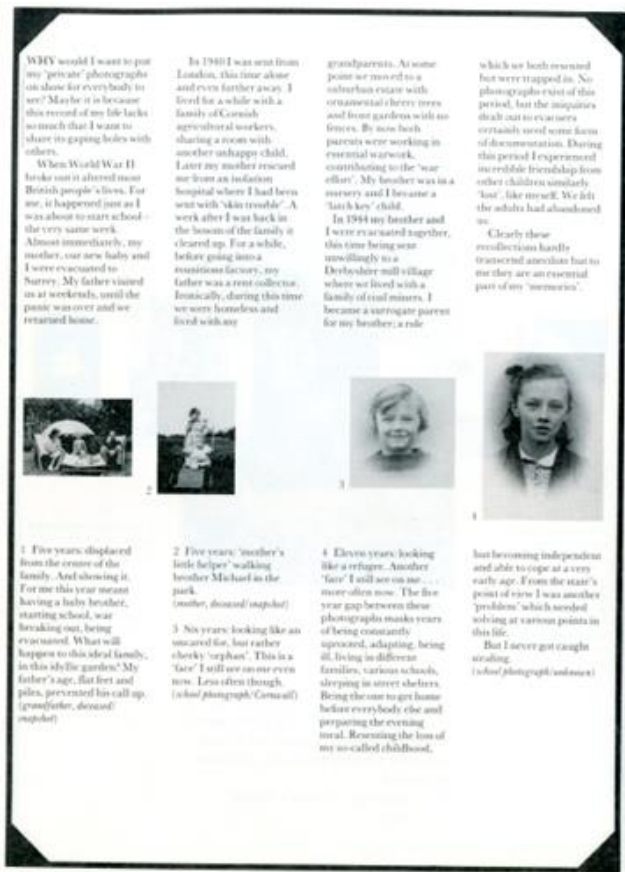 WHY would I want to put
my 'private' photographs
on show for everybody to
see? Maybe it is because
this record of my life lacks
so much that I want to
share its gaping holes with
others.
When World War II
broke out it altered most
British people's lives. For
me, it happened just as I
was about to start school –
the very same week.
Almost immediately, my
mother, our new baby and
I were evacuated to
Surrey. My father visited
us at weekends, until the
panic was over and we
returned home.
In 1940 I was sent from
London, this time alone
and even further away. I
lived for a while with a
family of Cornish
agricultural workers,
sharing a room with
another unhappy child.
Later my mother rescued
me from an isolation
hospital where I had been
sent with 'skin trouble'. A
week after I was back in
the bosom of the family it
cleared up. For a while,
before going into a
munitions factory, my
father was a rent collector.
Ironically, during this time
we were homeless and
lived with my
grandparents. At some
point we moved to a
suburban estate with
ornamental cherry trees
and front gardens with no
fences. By now both
parents were working in
essential warwork,
contributing to the 'war
effort'. My brother was in a
nursery and I became a
'latch key' child.
In 1944 my brother and
I were evacuated together,
this time being sent
unwillingly to a
Derbyshire mill village
where we lived with a
family of coal miners. I
became a surrogate parent
for my brother; a role
which we both resented
but were trapped in. No
photographs exist of this
period, but the iniquities
dealt out to evacuees
certainly need some form
of documentation. During
this period I experienced
incredible friendship from
other children similarly
'lost', like myself. We felt
the adults had abandoned
us.
Clearly these
recollections hardly
transcend anecdote but to
me they are an essential
part of my 'memories'.
2
3
4
1 Five years: displaced
from the center of the
family. And showing it.
For me this year meant
having a baby brother,
starting school, war
breaking out, being
evacuated. What will
happen to this ideal family,
in this idyllic garden? My
father's age, flat feet and
piles, prevented his call up.
(grandfather, deceased/
snapshot)
2 Five years: 'mother's
little helper' walking
brother Michael in the
park.
(mother, deceased/snapshot)
3 Six years: looking like an
uncared for, but rather
cheeky 'orphan'. This is a
'face' I still see on me even
now. Less often though.
(school photograph/Cornwall)
4 Eleven years: looking
like a refugee. Another
'face' I still see on me . . .
more often now. The five
year gap between these
photographs masks years
of being constantly
uprooted, adapting, being
ill, living in different
families, various schools,
sleeping in street shelters.
Being the one to get home
before everybody else and
preparing the evening
meal. Resenting the loss of
my so-called childhood,
but becoming independent
and able to cope at a very
early age. From the state's
point of view I was another
'problem' which needed
solving at various points in
this life.
But I never got caught
stealing.
(school photograph/unknown)